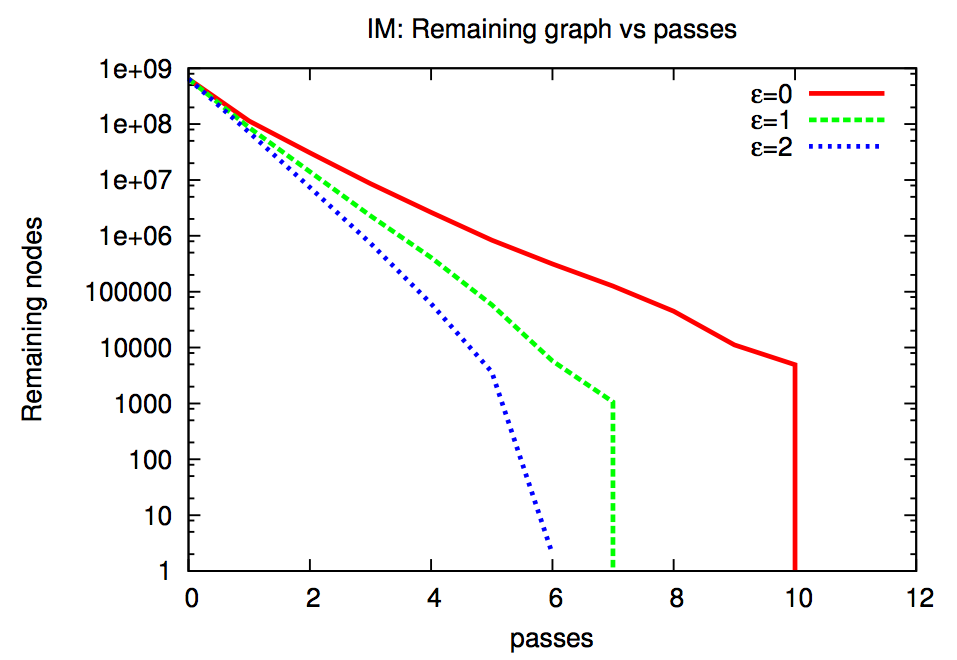 IM: Remaining graph vs passes
ε=0
ε=1
ε=2
Remaining nodes
1e+09
1e+08
1e+07
1e+06
100000
10000
1000
100
10
1
0 2 4 6 8 10 12
passes